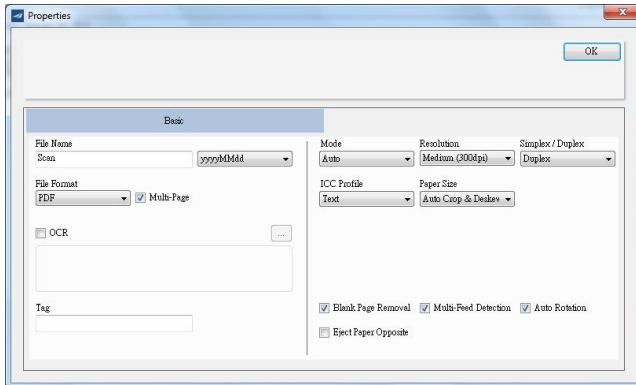 Properties
OK
Basic
File Name
Scan
yyyyMMdd
File Format
PDF
Multi-Page
OCR
...
Tag
Mode
Resolution
Simplex / Duplex
Auto
Medium (300dpi)
Duplex
ICC Profile
Paper Size
Text
Auto Crop & Deskew
Blank Page Removal
Multi-Feed Detection
Auto Rotation
Eject Paper Opposite